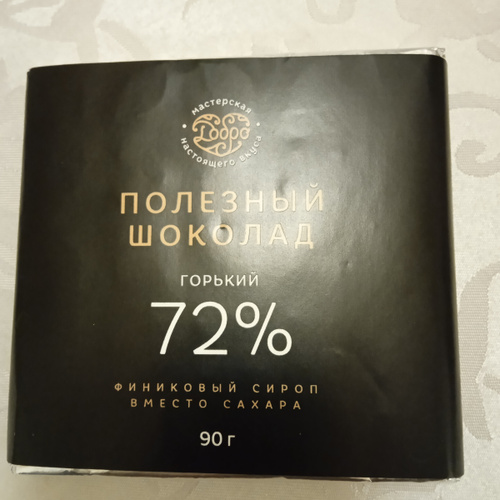 мастерская
Добро
настоящего вкуса
ПОЛЕЗНЫЙ
ШОКОЛАД
ГОРЬКИЙ
72%
ФИНИКОВЫЙ СИРОП
ВМЕСТО САХАРА
90 г